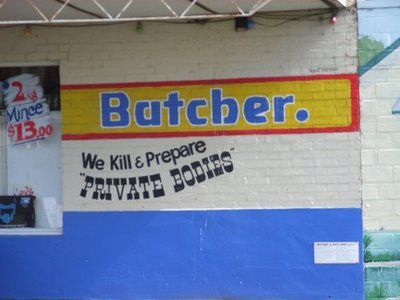 2 kg
Mince
$13.00
Batcber.
We Kill & Prepare
"PRIVATE BODIES"